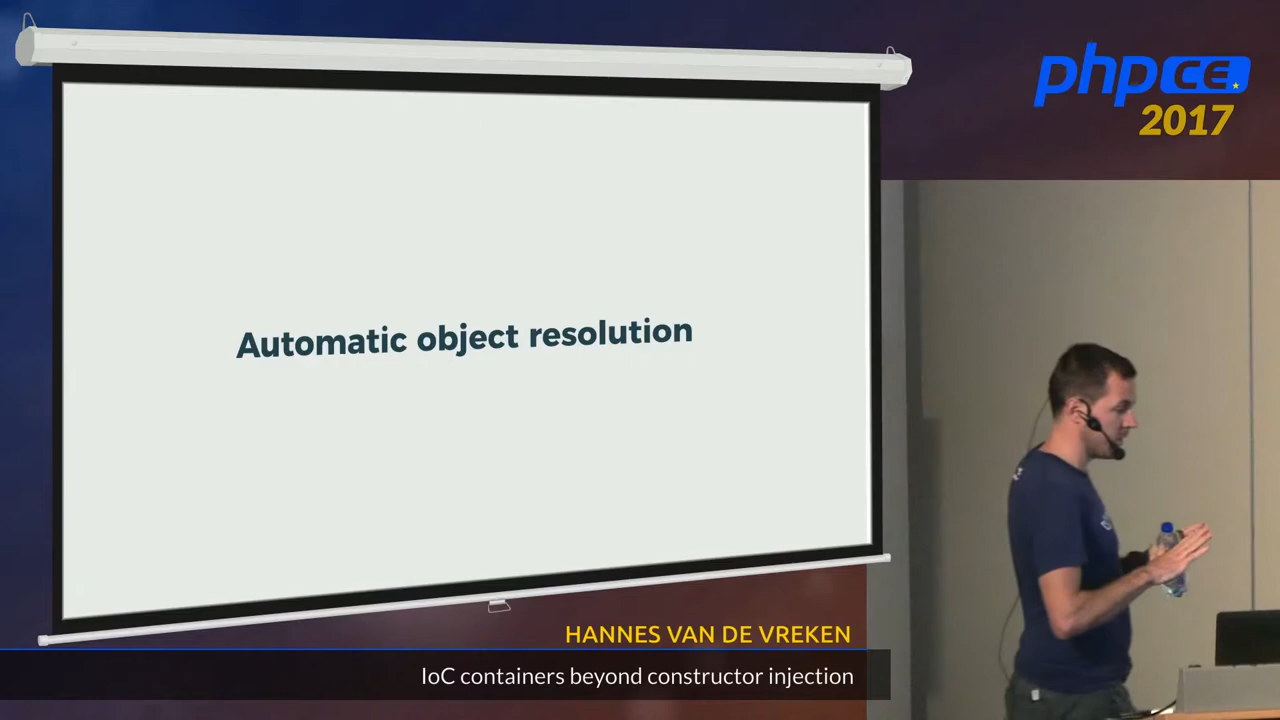 phpCE
2017
Automatic object resolution
HANNES VAN DE VREKEN
IoC containers beyond constructor injection